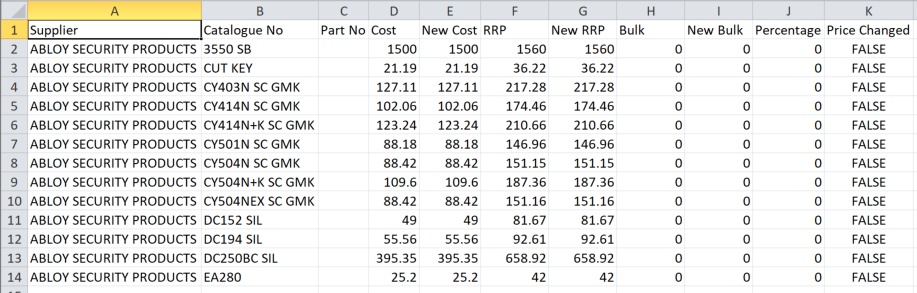 A B C D E F G H I J K
1 Supplier Catalogue No Part No Cost New Cost RRP New RRP Bulk New Bulk Percentage Price Changed
2 ABLOY SECURITY PRODUCTS 3550 SB 1500 1500 1560 1560 0 0 0 FALSE
3 ABLOY SECURITY PRODUCTS CUT KEY 21.19 21.19 36.22 36.22 0 0 0 FALSE
4 ABLOY SECURITY PRODUCTS CY403N SC GMK 127.11 127.11 217.28 217.28 0 0 0 FALSE
5 ABLOY SECURITY PRODUCTS CY414N SC GMK 102.06 102.06 174.46 174.46 0 0 0 FALSE
6 ABLOY SECURITY PRODUCTS CY414N+K SC GMK 123.24 123.24 210.66 210.66 0 0 0 FALSE
7 ABLOY SECURITY PRODUCTS CY501N SC GMK 88.18 88.18 146.96 146.96 0 0 0 FALSE
8 ABLOY SECURITY PRODUCTS CY504N SC GMK 88.42 88.42 151.15 151.15 0 0 0 FALSE
9 ABLOY SECURITY PRODUCTS CY504N+K SC GMK 109.6 109.6 187.36 187.36 0 0 0 FALSE
10 ABLOY SECURITY PRODUCTS CY504NEX SC GMK 88.42 88.42 151.16 151.16 0 0 0 FALSE
11 ABLOY SECURITY PRODUCTS DC152 SIL 49 49 81.67 81.67 0 0 0 FALSE
12 ABLOY SECURITY PRODUCTS DC194 SIL 55.56 55.56 92.61 92.61 0 0 0 FALSE
13 ABLOY SECURITY PRODUCTS DC250BC SIL 395.35 395.35 658.92 658.92 0 0 0 FALSE
14 ABLOY SECURITY PRODUCTS EA280 25.2 25.2 42 42 0 0 0 FALSE